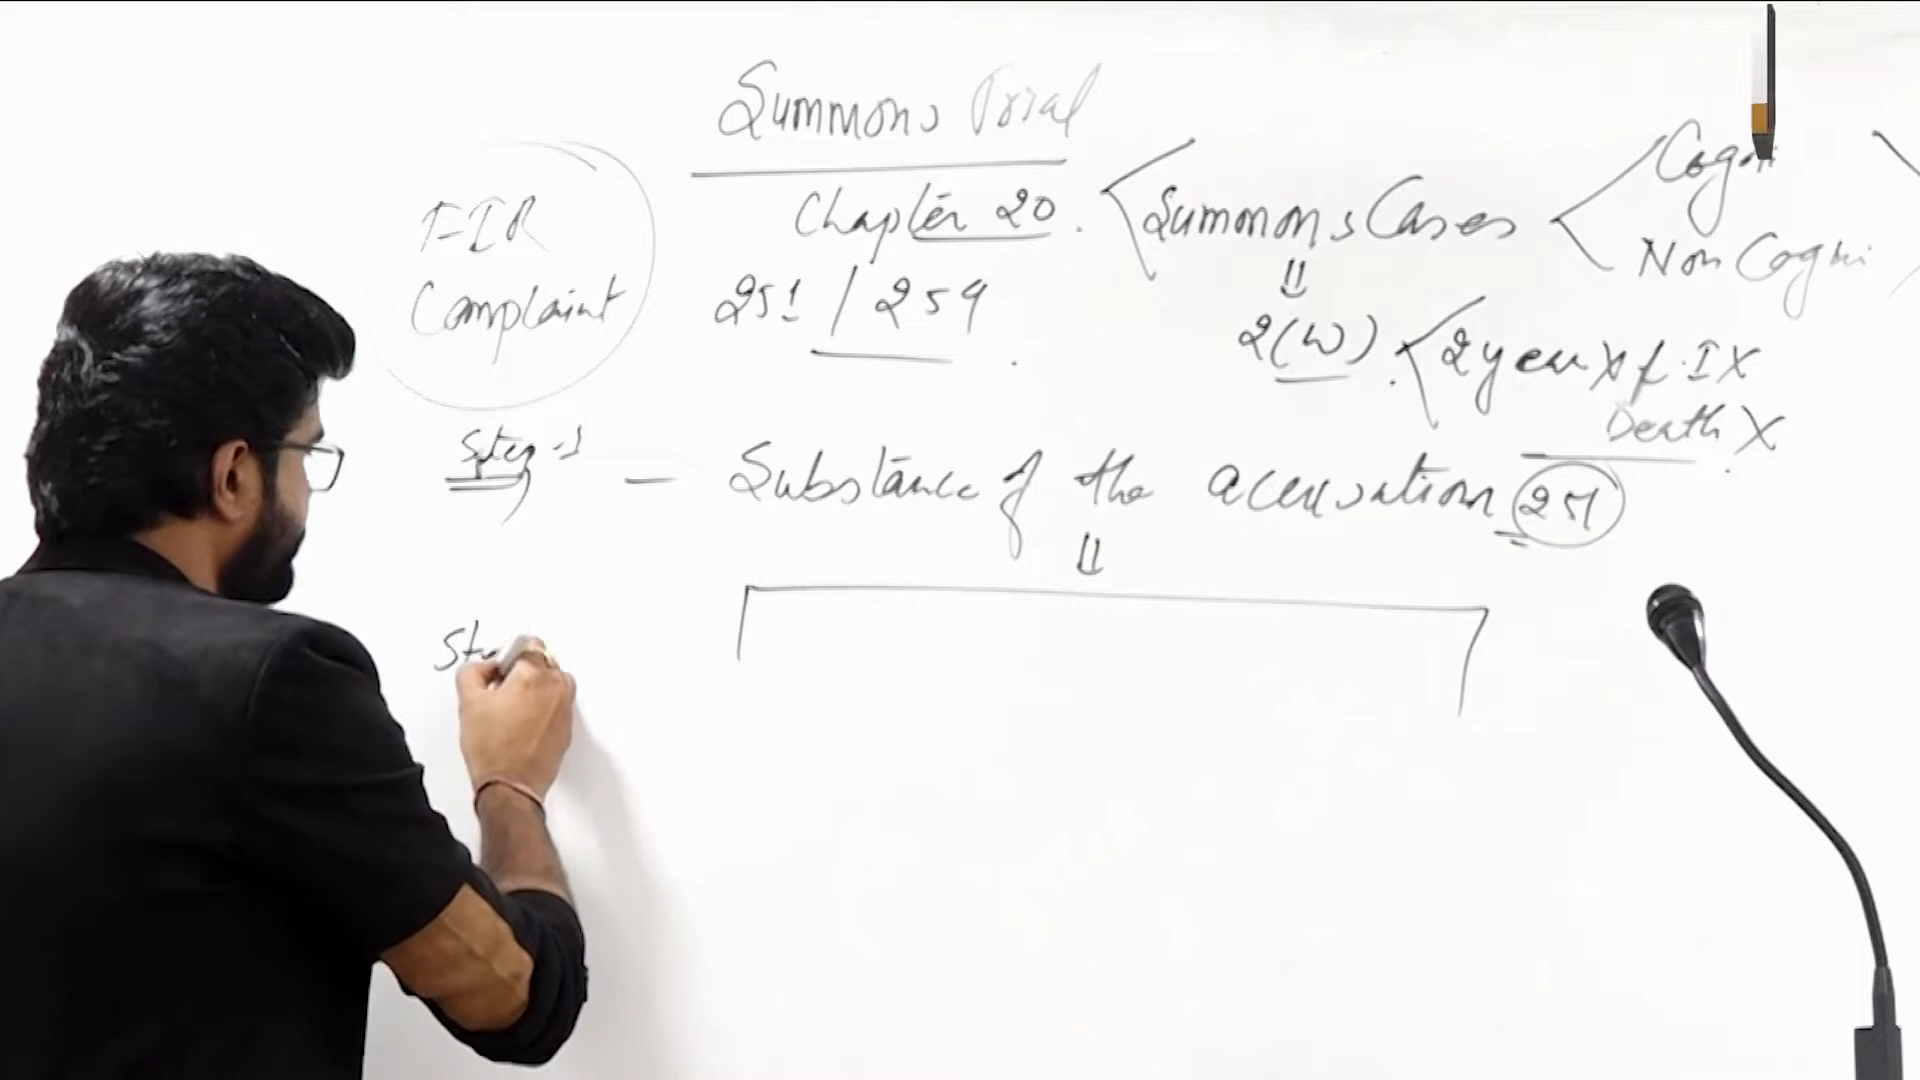 Summons Trial
Chapter 20.
251 / 259
FIR
Complaint
Summons Cases
Cogni
Non Cogni
2(W).
2 year X L.I X
Death X
Step-1 - Substance of the accusation 251
Ste